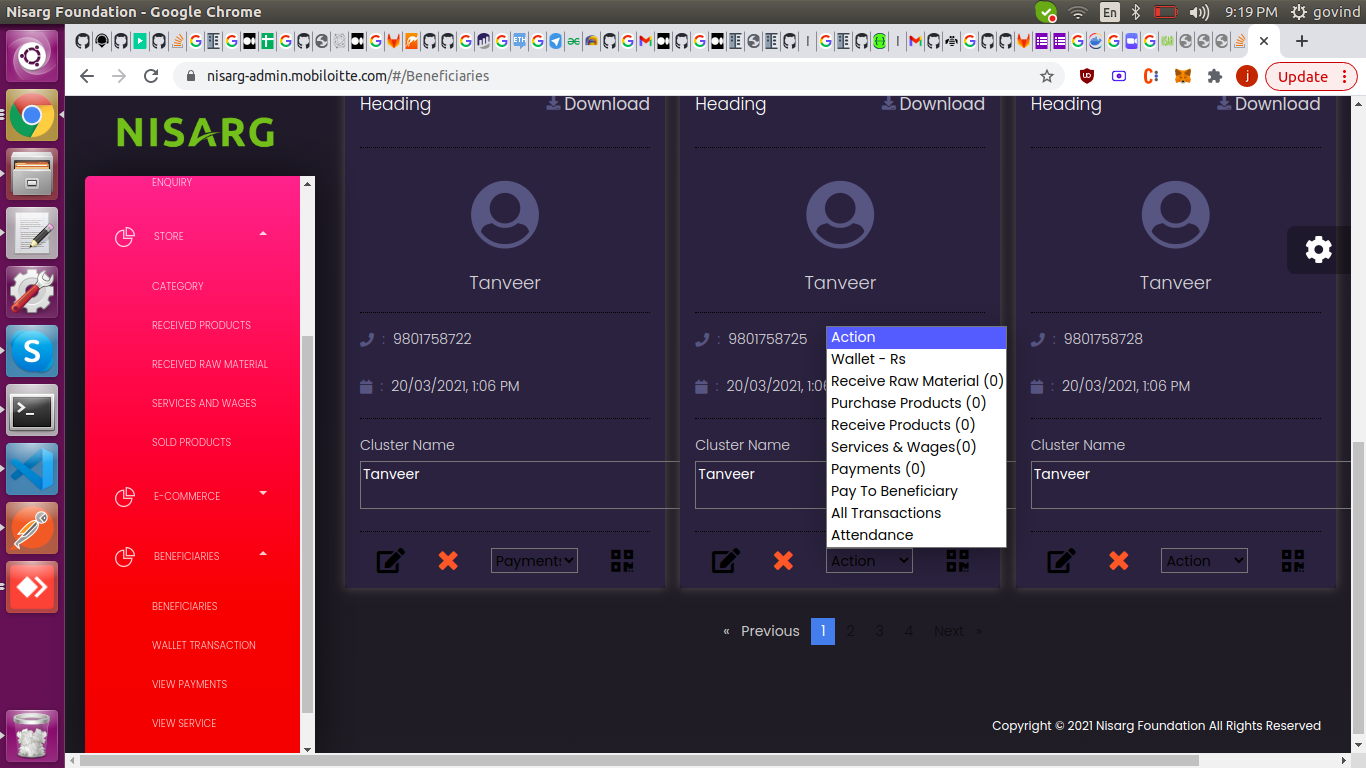 Nisarg Foundation - Google Chrome
En
9:19 PM
govind
nisarg-admin.mobiloitte.com/#/Beneficiaries
j
Update
NISARG
ENQUIRY
STORE
CATEGORY
RECEIVED PRODUCTS
RECEIVED RAW MATERIAL
SERVICES AND WAGES
SOLD PRODUCTS
E-COMMERCE
BENEFICIARIES
BENEFICIARIES
WALLET TRANSACTION
VIEW PAYMENTS
VIEW SERVICE
Heading Download
Tanveer
: 9801758722
: 20/03/2021, 1:06 PM
Cluster Name
Tanveer
Payments
Heading Download
Tanveer
: 9801758725
: 20/03/2021, 1:06
Cluster Name
Tanveer
Action
Action
Wallet - Rs
Receive Raw Material (0)
Purchase Products (0)
Receive Products (0)
Services & Wages(0)
Payments (0)
Pay To Beneficiary
All Transactions
Attendance
Heading Download
Tanveer
: 9801758728
: 20/03/2021, 1:06 PM
Cluster Name
Tanveer
Action
« Previous 1 2 3 4 Next »
Copyright © 2021 Nisarg Foundation All Rights Reserved